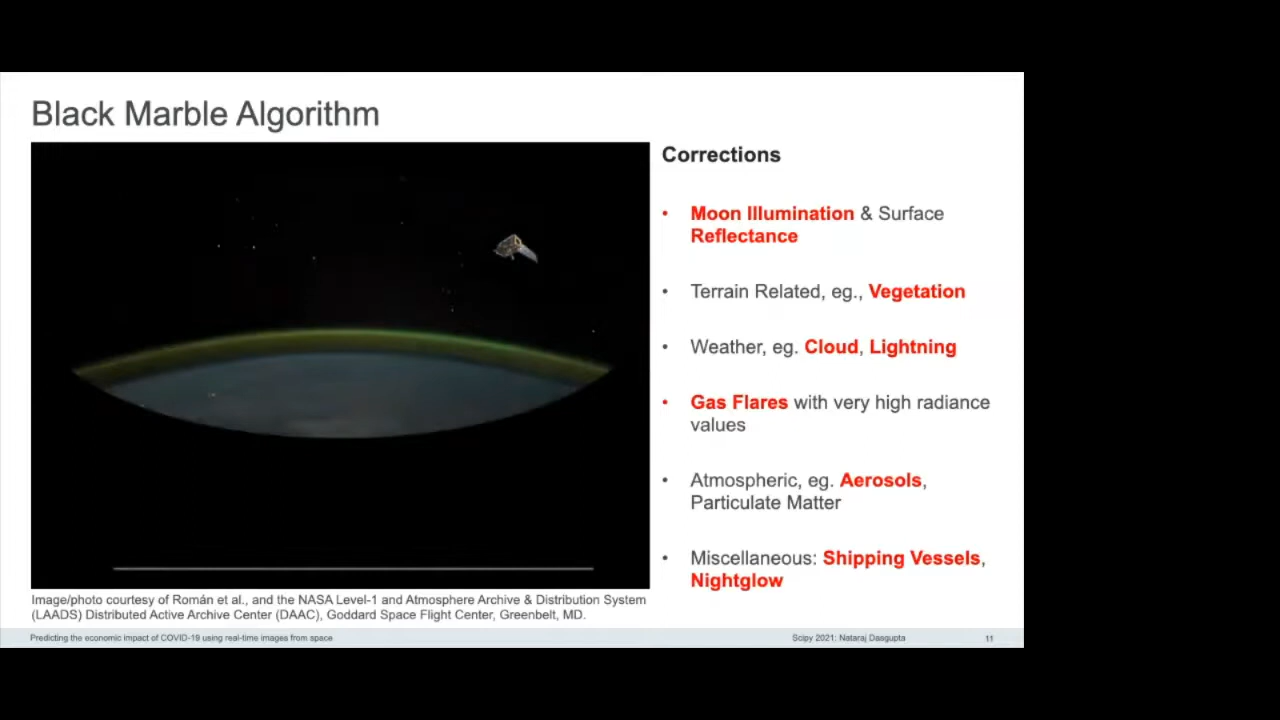 Black Marble Algorithm
Corrections
• Moon Illumination & Surface
Reflectance
• Terrain Related, eg., Vegetation
• Weather, eg. Cloud, Lightning
• Gas Flares with very high radiance
values
• Atmospheric, eg. Aerosols,
Particulate Matter
• Miscellaneous: Shipping Vessels,
Nightglow
Image/photo courtesy of Román et al., and the NASA Level-1 and Atmosphere Archive & Distribution System
(LAADS) Distributed Active Archive Center (DAAC), Goddard Space Flight Center, Greenbelt, MD.
Predicting the economic impact of COVID-19 using real-time images from space
Scipy 2021: Nataraj Dasgupta
11